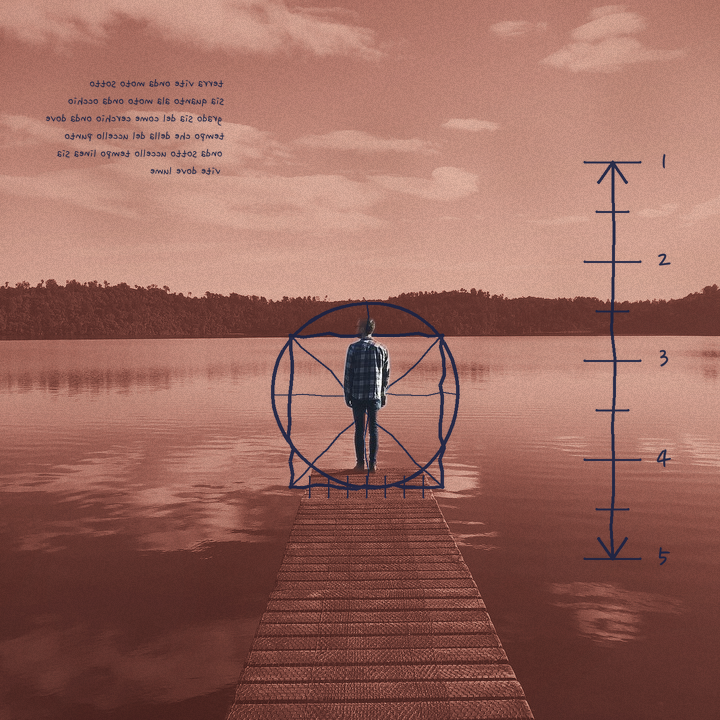 terra vite onda moto sotto
sia quanto ala moto onda occhio
grado sia del come cerchio onda dove
tempo che della del uccello punto
onda sotto uccello tempo linea sia
vite dove lume
1
2
3
4
5